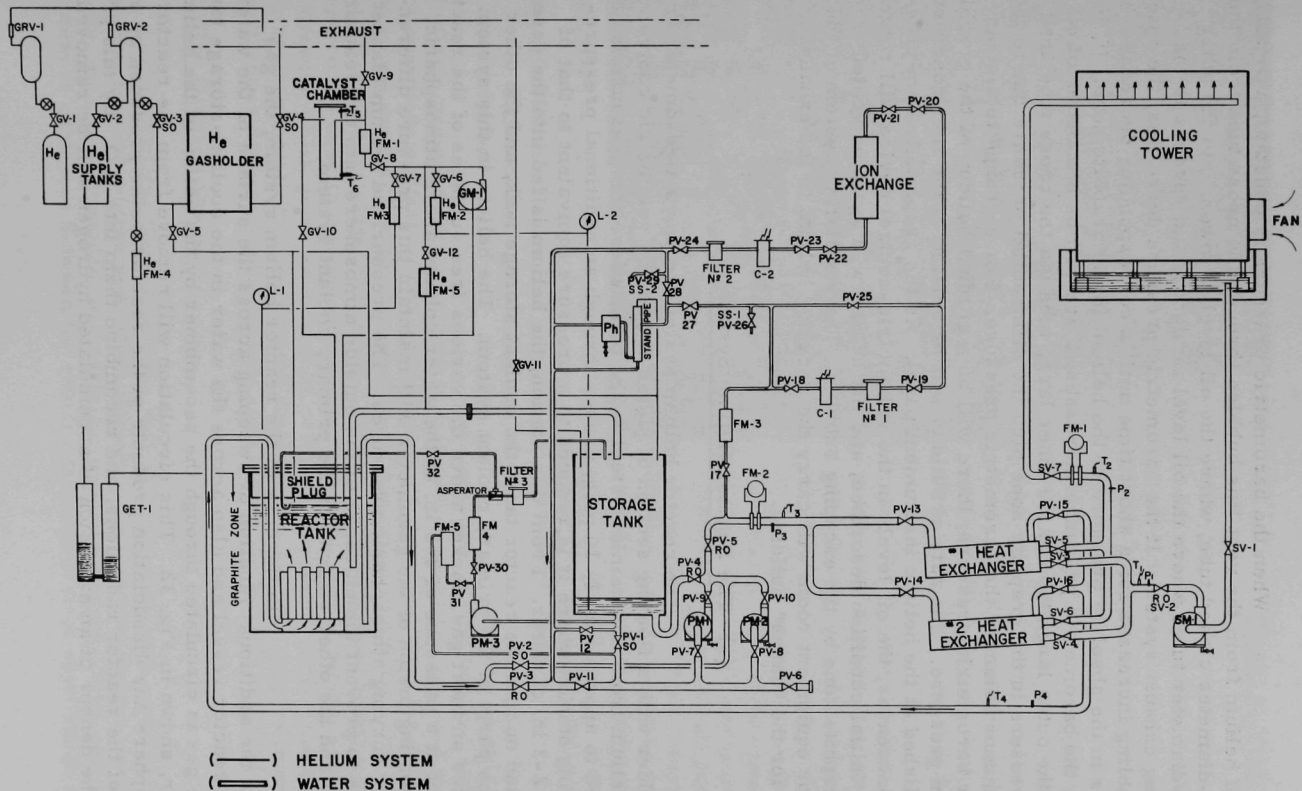 GRV-1
GRV-2
EXHAUST
GV-9
CATALYST
CHAMBER
T5
T6
GV-1
GV-2
GV-3
SO
GV-4
SO
He
He
SUPPLY
TANKS
He
GASHOLDER
He
FM-1
GV-8
GV-7
GV-6
GM-1
He
FM-3
He
FM-2
GV-5
GV-10
GV-12
He
FM-4
He
FM-5
L-1
L-2
GV-11
PV-20
PV-21
ION
EXCHANGE
PV-24
FILTER
Nº 2
C-2
PV-23
PV-22
PV-29
SS-2
PV
28
PV
27
SS-1
PV-26
PV-25
Ph
STAND PIPE
PV-18
C-1
FILTER
Nº 1
PV-19
FM-3
PV
17
FM-2
T3
P3
COOLING
TOWER
FAN
FM-1
SV-7
T2
P2
SV-1
PV-13
PV-15
#1 HEAT
EXCHANGER
SV-5
SV-3
PV-14
PV-16
#2 HEAT
EXCHANGER
SV-6
SV-4
T1
P1
RO
SV-2
SM-1
T4
P4
GET-1
GRAPHITE ZONE
SHIELD
PLUG
REACTOR
TANK
PV
32
ASPERATOR
FILTER
Nº 3
FM-5
FM
4
PV-30
PV
31
PM-3
STORAGE
TANK
PV-5
RO
PV-4
RO
PV-9
PV-10
PM-1
PM-2
PV-7
PV-8
PV
12
PV-1
SO
PV-2
SO
PV-3
RO
PV-11
PV-6
(——) HELIUM SYSTEM
(══) WATER SYSTEM